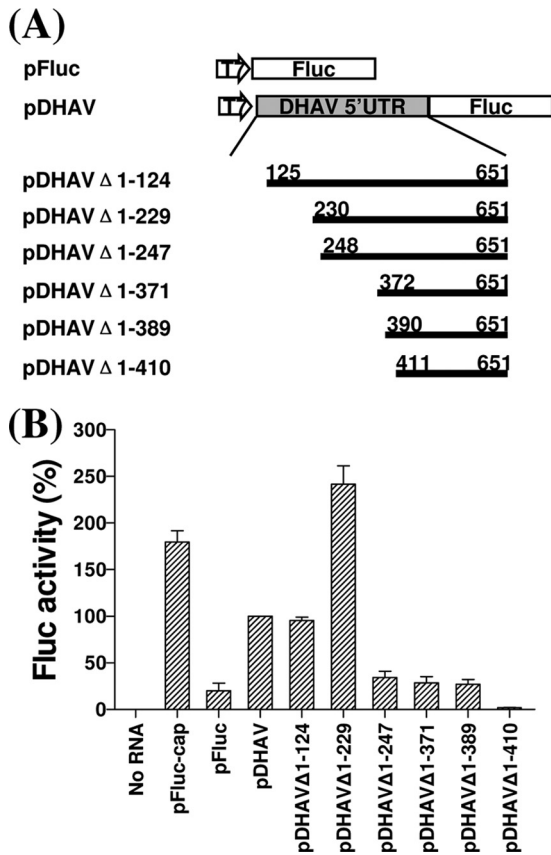 (A)
pFluc T7 Fluc
pDHAV T7 DHAV 5'UTR Fluc
pDHAV Δ 1-124 125 651
pDHAV Δ 1-229 230 651
pDHAV Δ 1-247 248 651
pDHAV Δ 1-371 372 651
pDHAV Δ 1-389 390 651
pDHAV Δ 1-410 411 651
(B)
Fluc activity (%)
300
250
200
150
100
50
0
No RNA
pFluc-cap
pFluc
pDHAV
pDHAVΔ1-124
pDHAVΔ1-229
pDHAVΔ1-247
pDHAVΔ1-371
pDHAVΔ1-389
pDHAVΔ1-410